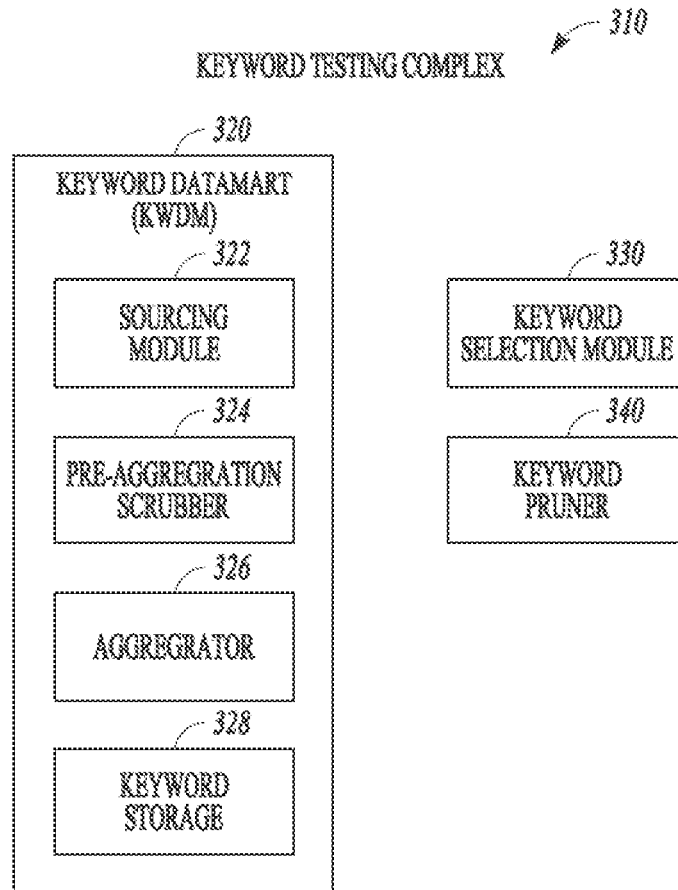 310
KEYWORD TESTING COMPLEX
320
KEYWORD DATAMART
(KWDM)
322
SOURCING
MODULE
324
PRE-AGGREGRATION
SCRUBBER
326
AGGREGRATOR
328
KEYWORD
STORAGE
330
KEYWORD
SELECTION MODULE
340
KEYWORD
PRUNER